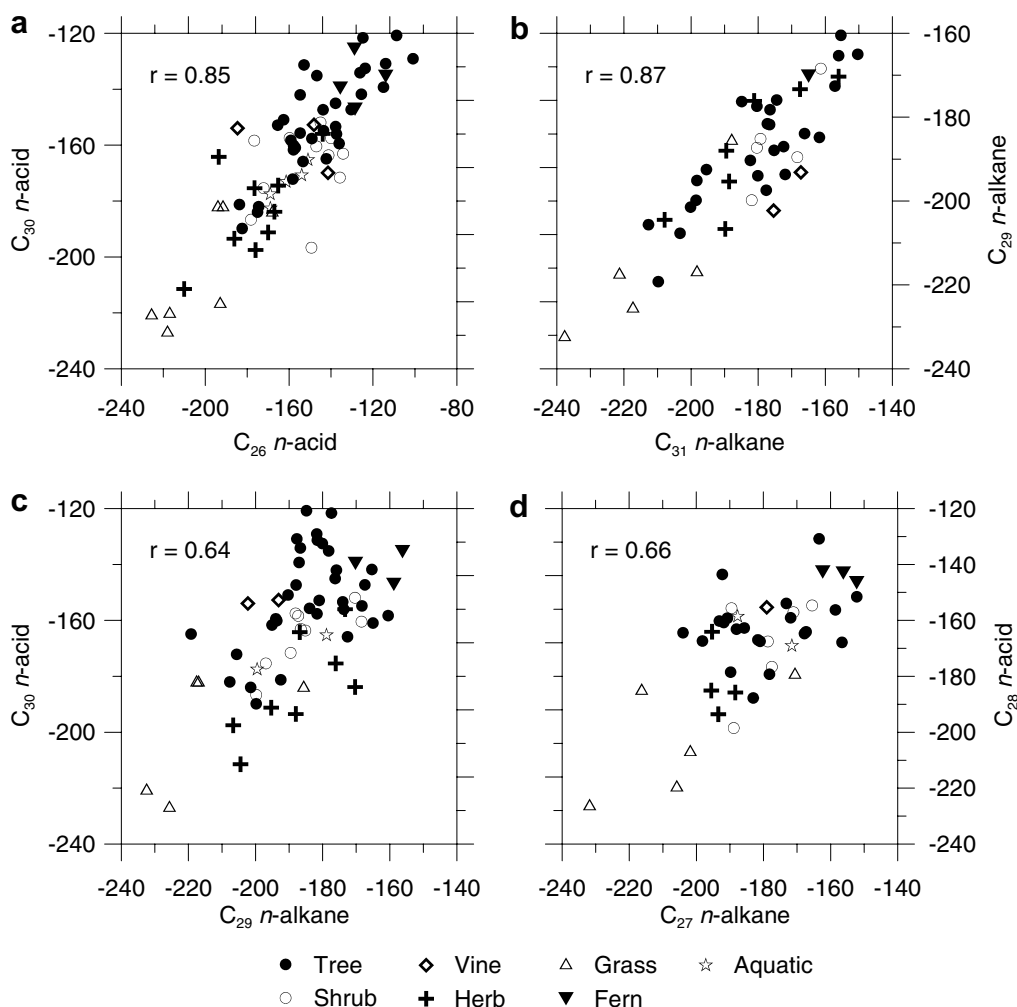 a
-120
-160
-200
-240
r = 0.85
C₃₀ n-acid
-240 -200 -160 -120 -80
C₂₆ n-acid
b
-160
-180
-200
-220
-240
r = 0.87
C₂₉ n-alkane
-240 -220 -200 -180 -160 -140
C₃₁ n-alkane
c
-120
-160
-200
-240
r = 0.64
C₃₀ n-acid
-240 -220 -200 -180 -160 -140
C₂₉ n-alkane
d
-120
-140
-160
-180
-200
-220
-240
r = 0.66
C₂₈ n-acid
-240 -220 -200 -180 -160 -140
C₂₇ n-alkane
Tree Vine Grass Aquatic
Shrub Herb Fern